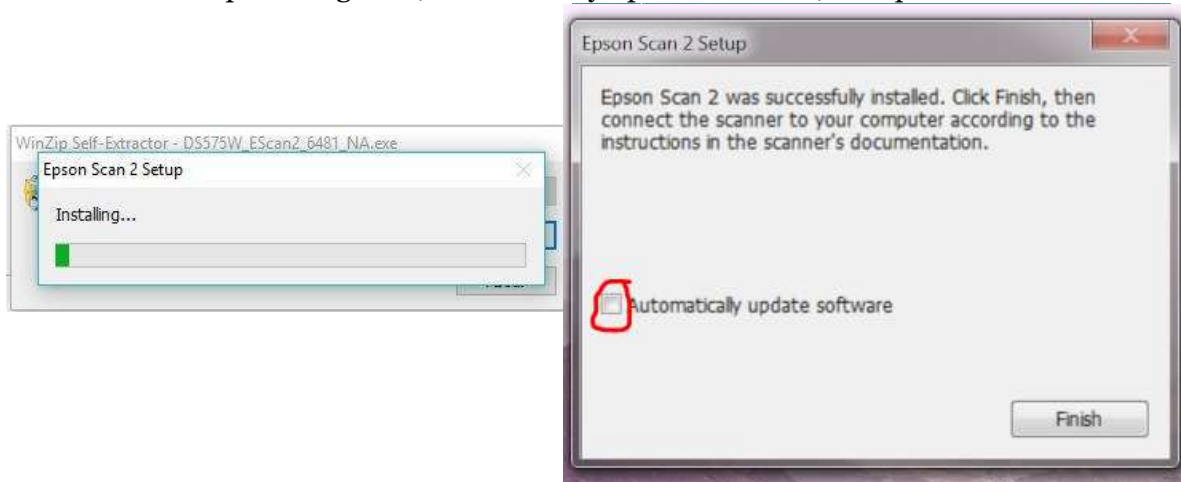 WinZip Self-Extractor - DS575W_EScan2_6481_NA.exe
Epson Scan 2 Setup
Installing...
Epson Scan 2 Setup
Epson Scan 2 was successfully installed. Click Finish, then
connect the scanner to your computer according to the
instructions in the scanner's documentation.
Automatically update software
Finish